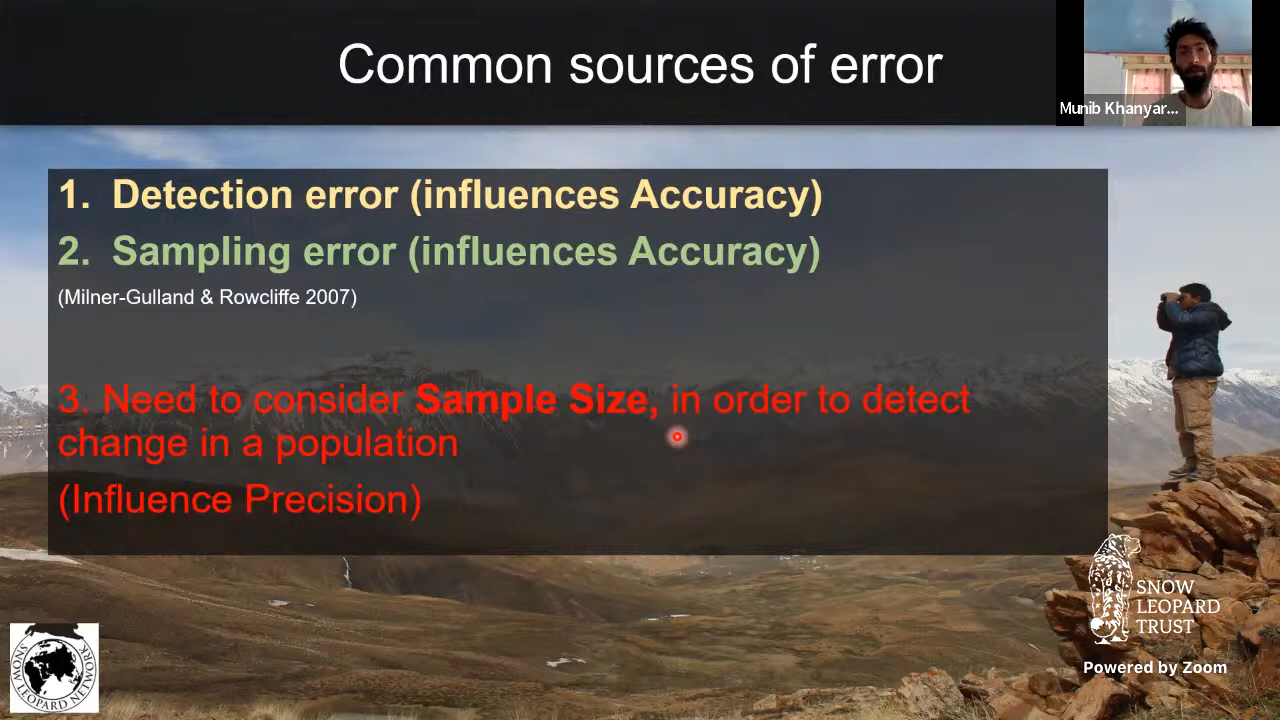 Common sources of error
Munib Khanyar...
1. Detection error (influences Accuracy)
2. Sampling error (influences Accuracy)
(Milner-Gulland & Rowcliffe 2007)
3. Need to consider Sample Size, in order to detect
change in a population
(Influence Precision)
SNOW
LEOPARD
TRUST
Powered by Zoom
SNOW LEOPARD NETWORK